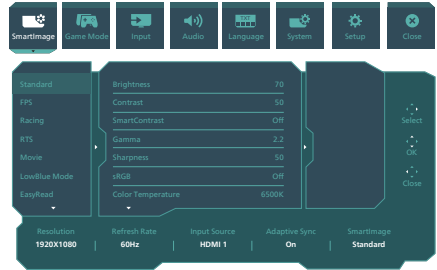 TXT
SmartImage Game Mode Input Audio Language System Setup Close
Standard Brightness 70
FPS Contrast 50
Racing SmartContrast Off
RTS Gamma 2.2
Movie Sharpness 50
LowBlue Mode sRGB Off
EasyRead Color Temperature 6500K
Select
OK
Close
Resolution Refresh Rate Input Source Adaptive Sync SmartImage
1920X1080 | 60Hz | HDMI 1 | On | Standard